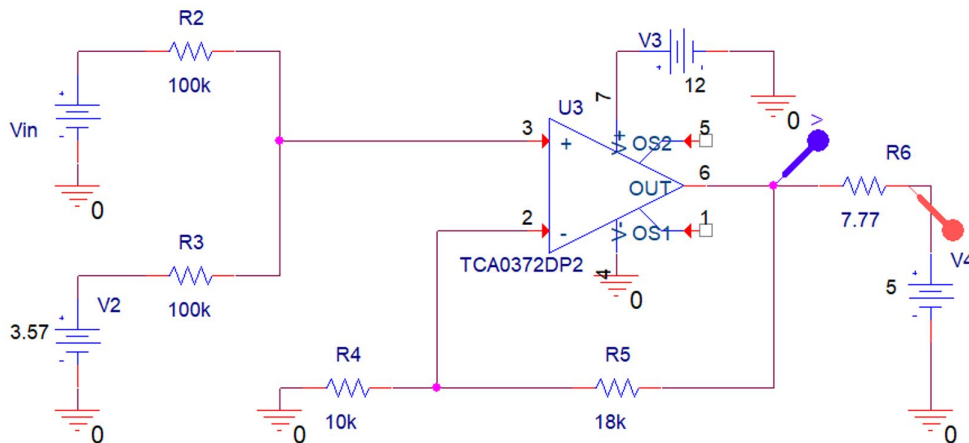 R2
100k
Vin
+
-
0
R3
100k
V2
3.57
+
-
0
R4
10k
0
R5
18k
U3
3
+
2
-
7
V+
OS2
5
OUT
6
OS1
1
V-
4
0
TCA0372DP2
V3
+
-
12
0
V
R6
7.77
V4
5
+
-
0